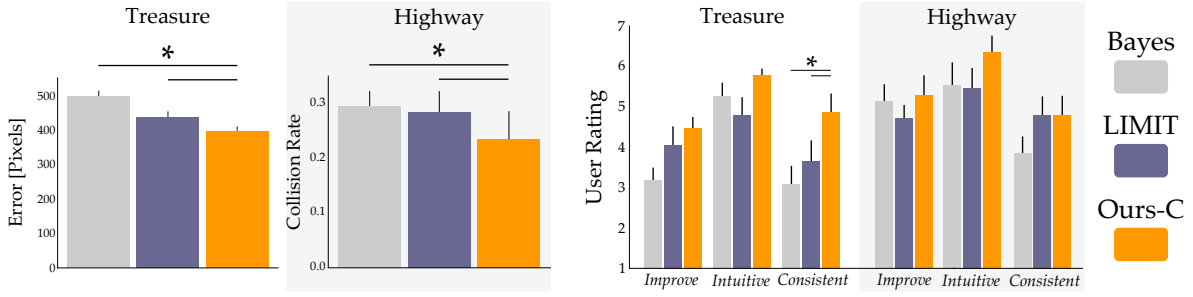 Treasure
*
Error [Pixels]
500
400
300
200
100
0
Highway
*
Collision Rate
0.3
0.2
0.1
0.0
Treasure
*
User Rating
7
6
5
4
3
2
1
Improve Intuitive Consistent
Highway
Improve Intuitive Consistent
Bayes
LIMIT
Ours-C